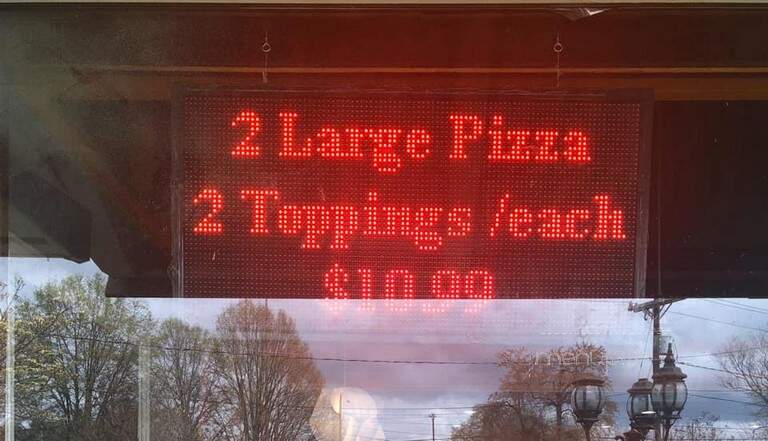 2 Large Pizza
2 Toppings /each
$10.99